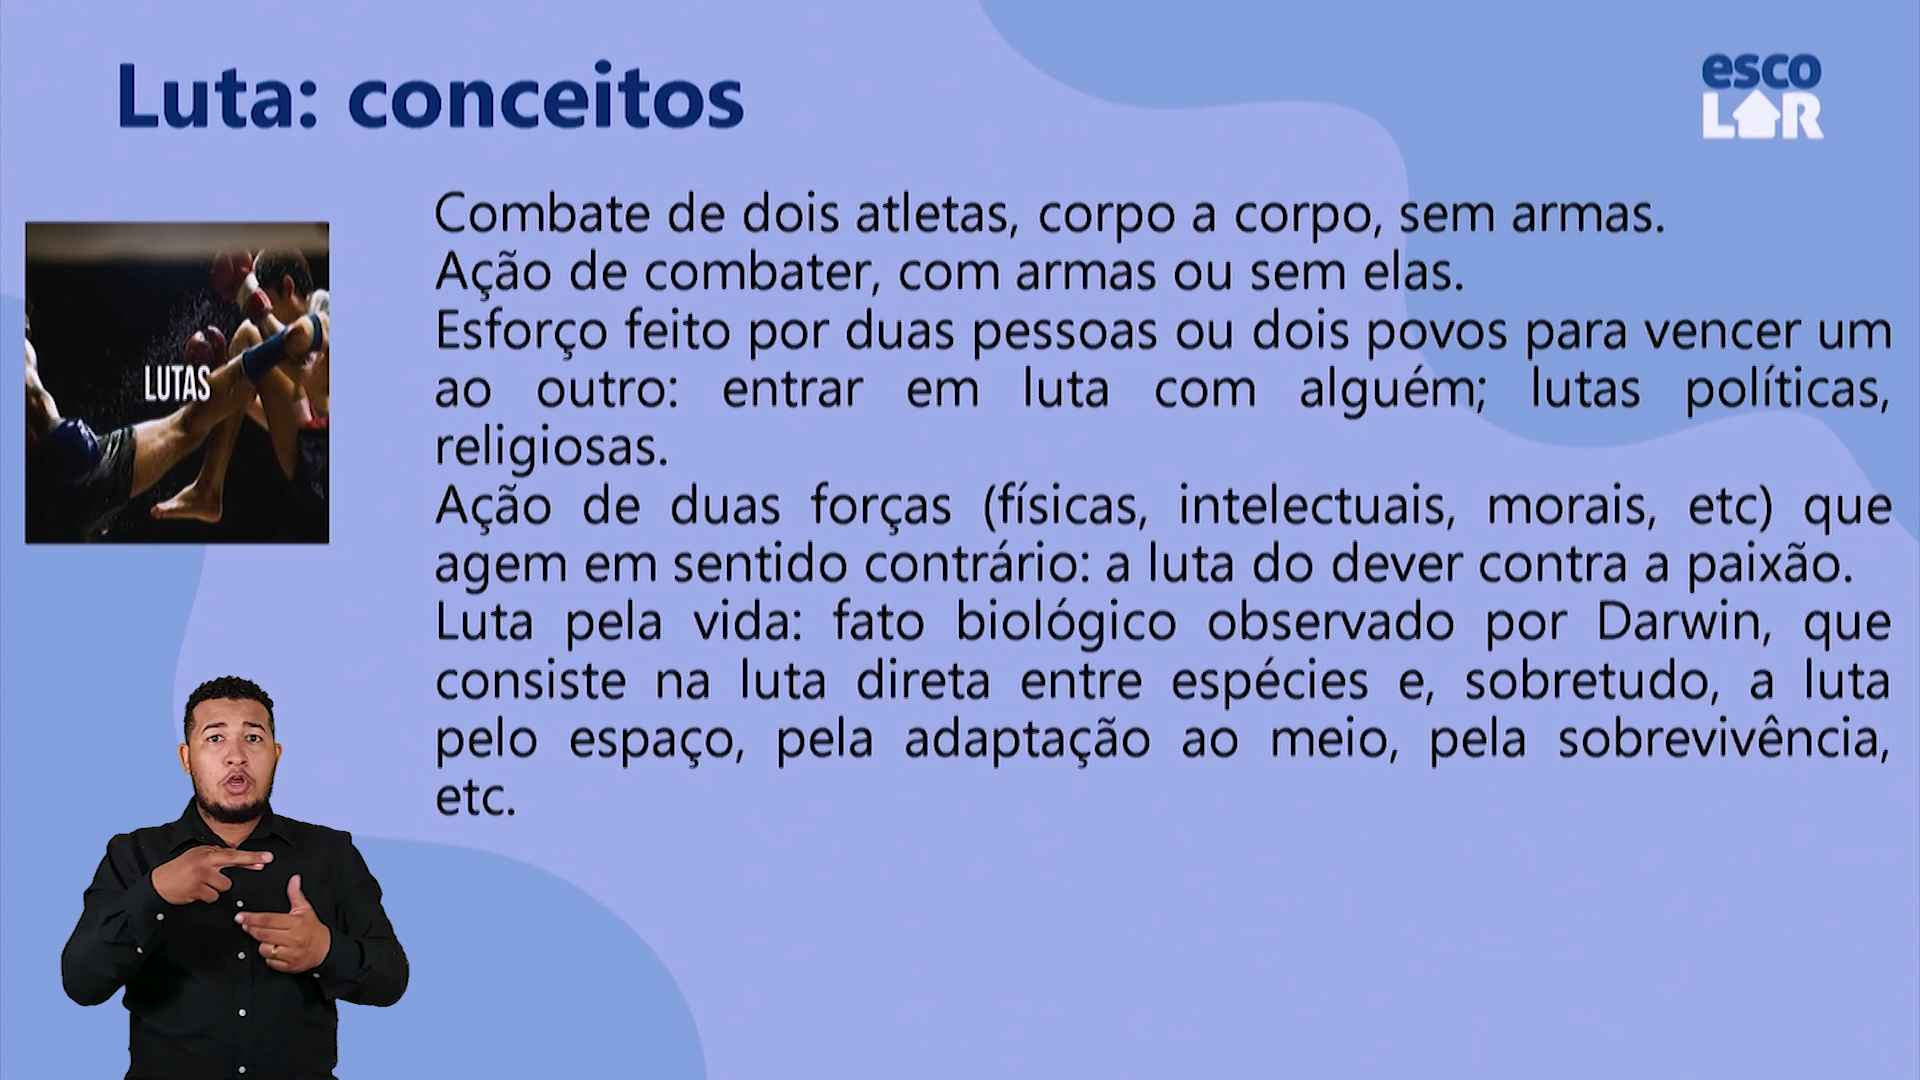 Luta: conceitos
esco
LAR
Combate de dois atletas, corpo a corpo, sem armas.
Ação de combater, com armas ou sem elas.
Esforço feito por duas pessoas ou dois povos para vencer um
ao outro: entrar em luta com alguém; lutas políticas,
religiosas.
Ação de duas forças (físicas, intelectuais, morais, etc) que
agem em sentido contrário: a luta do dever contra a paixão.
Luta pela vida: fato biológico observado por Darwin, que
consiste na luta direta entre espécies e, sobretudo, a luta
pelo espaço, pela adaptação ao meio, pela sobrevivência,
etc.
LUTAS